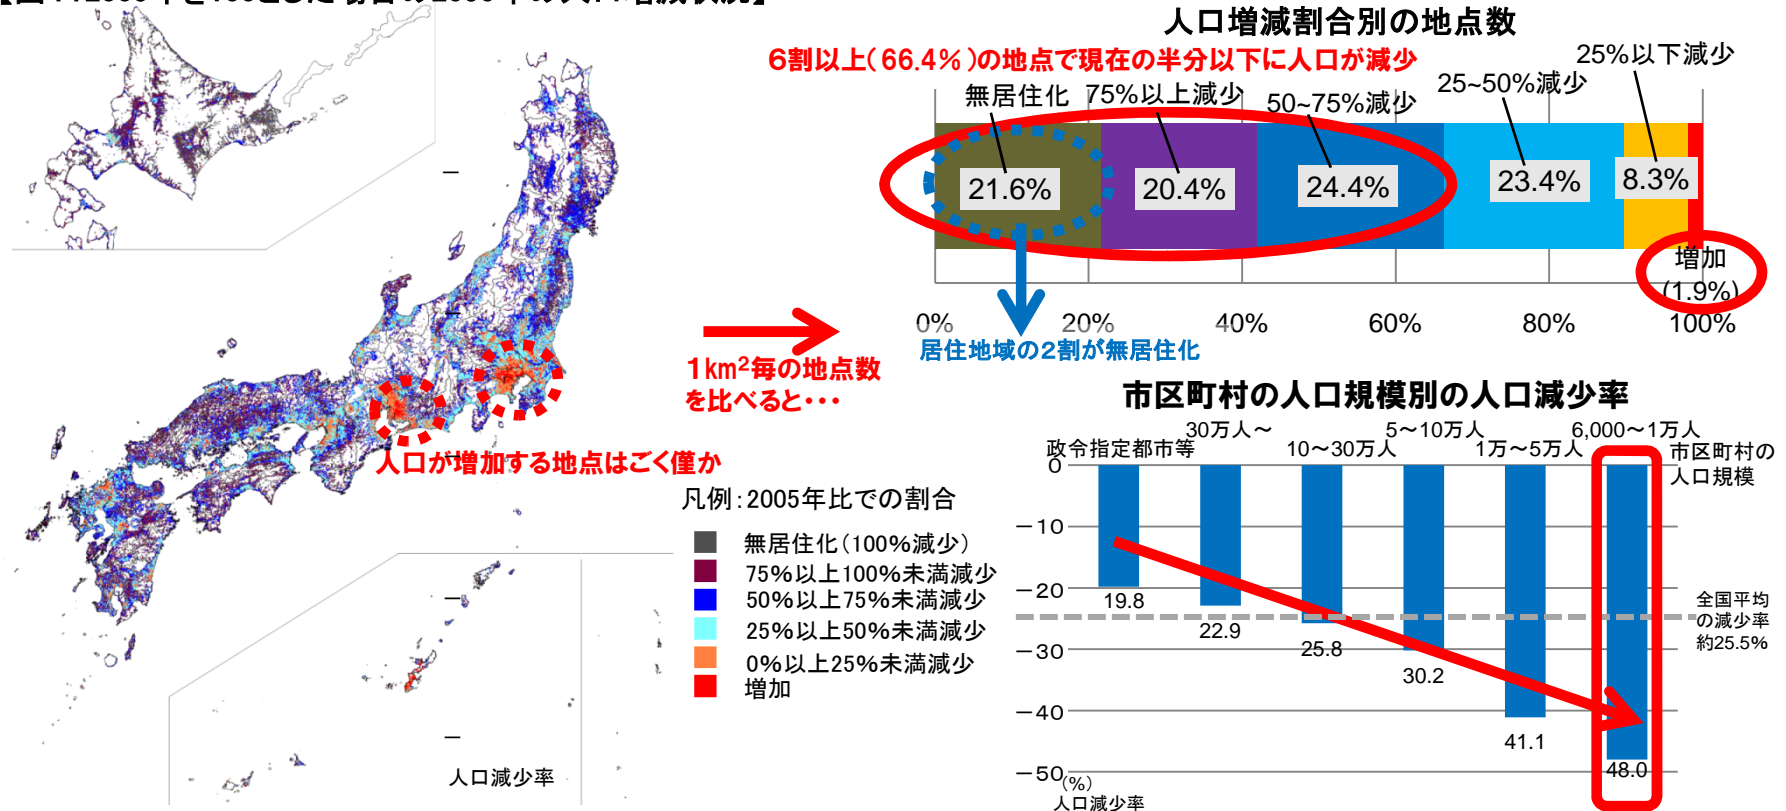 人口増減割合別の地点数
6割以上(66.4%)の地点で現在の半分以下に人口が減少
25%以下減少
無居住化
75%以上減少
50~75%減少
25~50%減少
21.6%
20.4%
24.4%
23.4%
8.3%
増加
(1.9%)
0%
20%
40%
60%
80%
100%
居住地域の2割が無居住化
1km²毎の地点数
を比べると・・・
人口が増加する地点はごく僅か
凡例:2005年比での割合
無居住化(100%減少)
75%以上100%未満減少
50%以上75%未満減少
25%以上50%未満減少
0%以上25%未満減少
増加
人口減少率
市区町村の人口規模別の人口減少率
政令指定都市等
30万人~
10~30万人
5~10万人
1万~5万人
6,000~1万人
市区町村の
人口規模
0
-10
-20
-30
-40
-50
19.8
22.9
25.8
30.2
41.1
48.0
全国平均
の減少率
約25.5%
(%)
人口減少率